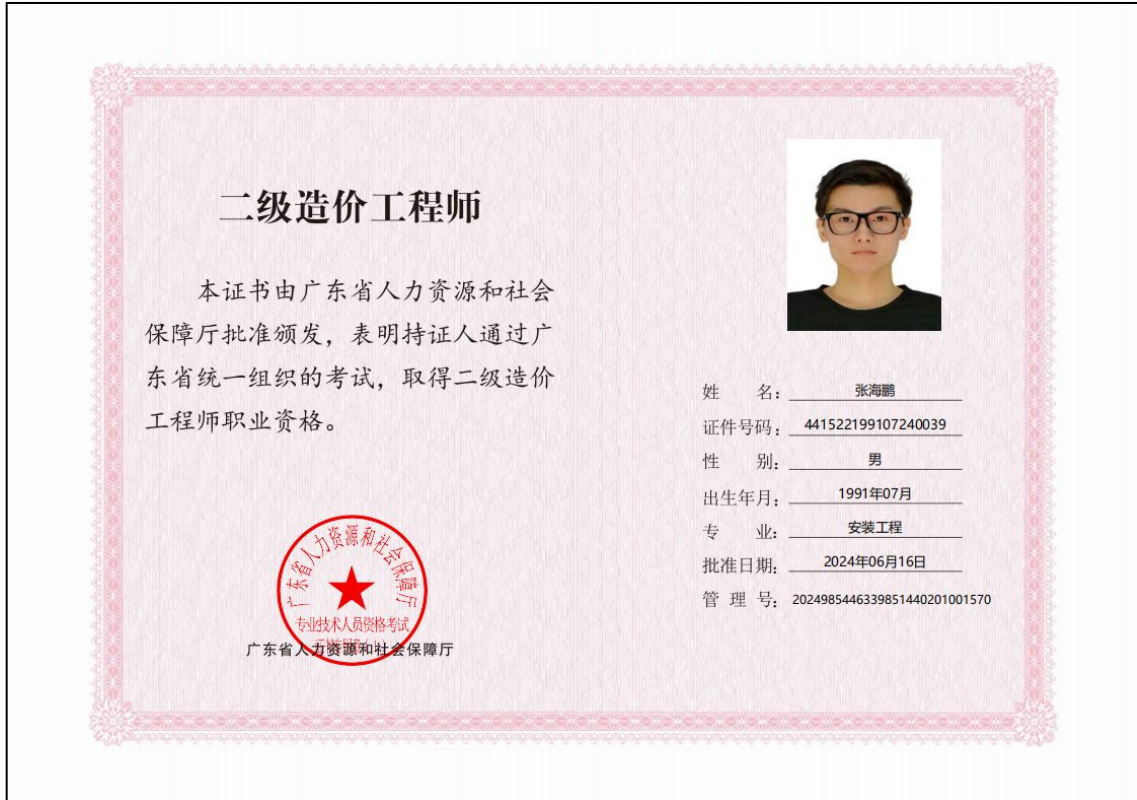 二级造价工程师
本证书由广东省人力资源和社会
保障厅批准颁发，表明持证人通过广
东省统一组织的考试，取得二级造价
工程师职业资格。
广东省人力资源和社会保障厅
专业技术人员资格考试
广东省人力资源和社会保障厅
姓 名：张海鹏
证件号码：441522199107240039
性 别：男
出生年月：1991年07月
专 业：安装工程
批准日期：2024年06月16日
管 理 号：2024985446339851440201001570